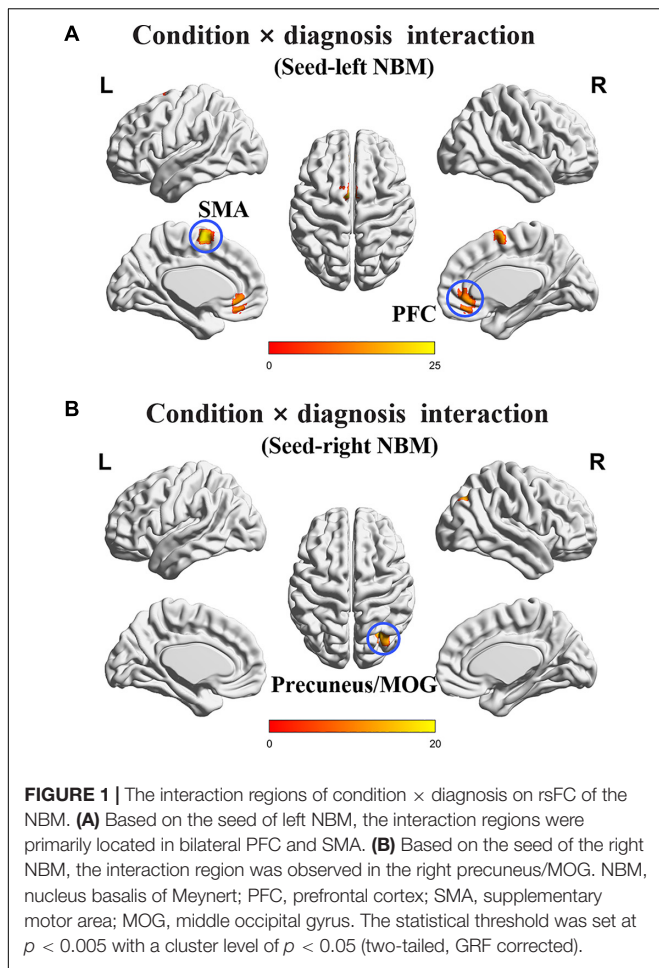 A
Condition × diagnosis interaction
(Seed-left NBM)
L
R
SMA
PFC
0
25
B
Condition × diagnosis interaction
(Seed-right NBM)
L
R
Precuneus/MOG
0
20
FIGURE 1 | The interaction regions of condition × diagnosis on rsFC of the
NBM. (A) Based on the seed of left NBM, the interaction regions were
primarily located in bilateral PFC and SMA. (B) Based on the seed of the right
NBM, the interaction region was observed in the right precuneus/MOG. NBM,
nucleus basalis of Meynert; PFC, prefrontal cortex; SMA, supplementary
motor area; MOG, middle occipital gyrus. The statistical threshold was set at
p < 0.005 with a cluster level of p < 0.05 (two-tailed, GRF corrected).